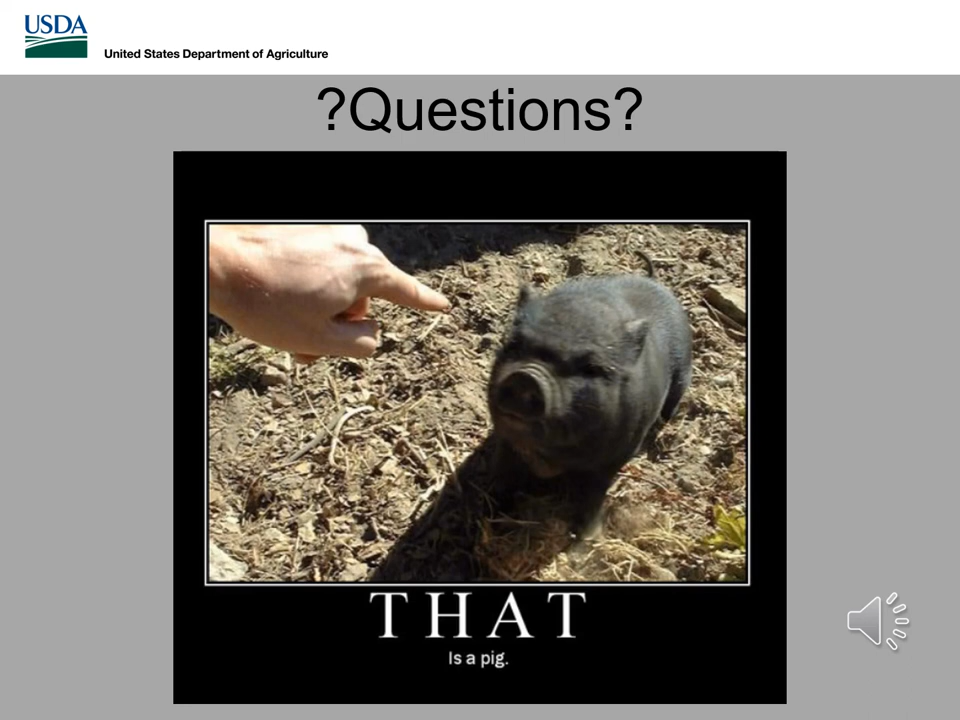 USDA
United States Department of Agriculture
?Questions?
THAT
Is a pig.